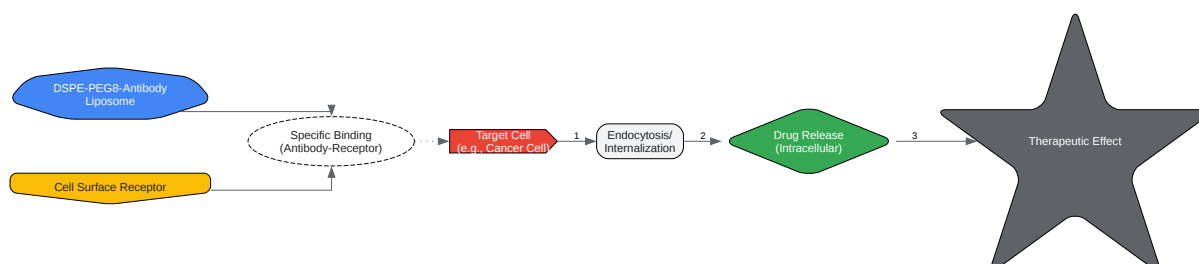 DSPE-PEG8-Antibody
Liposome
Cell Surface Receptor
Specific Binding
(Antibody-Receptor)
Target Cell
(e.g., Cancer Cell)
1
Endocytosis/
Internalization
2
Drug Release
(Intracellular)
3
Therapeutic Effect